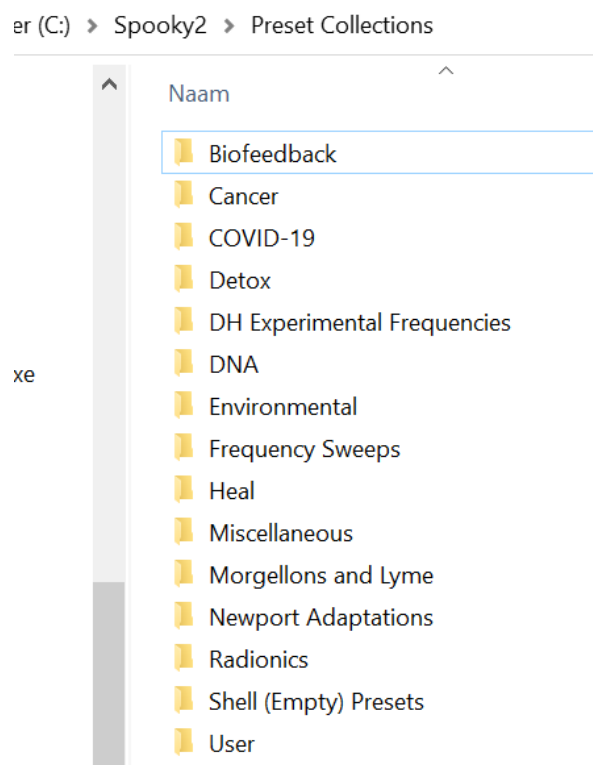 er (C:) > Spooky2 > Preset Collections
Naam
Biofeedback
Cancer
COVID-19
Detox
DH Experimental Frequencies
DNA
Environmental
xe
Frequency Sweeps
Heal
Miscellaneous
Morgellons and Lyme
Newport Adaptations
Radionics
Shell (Empty) Presets
User